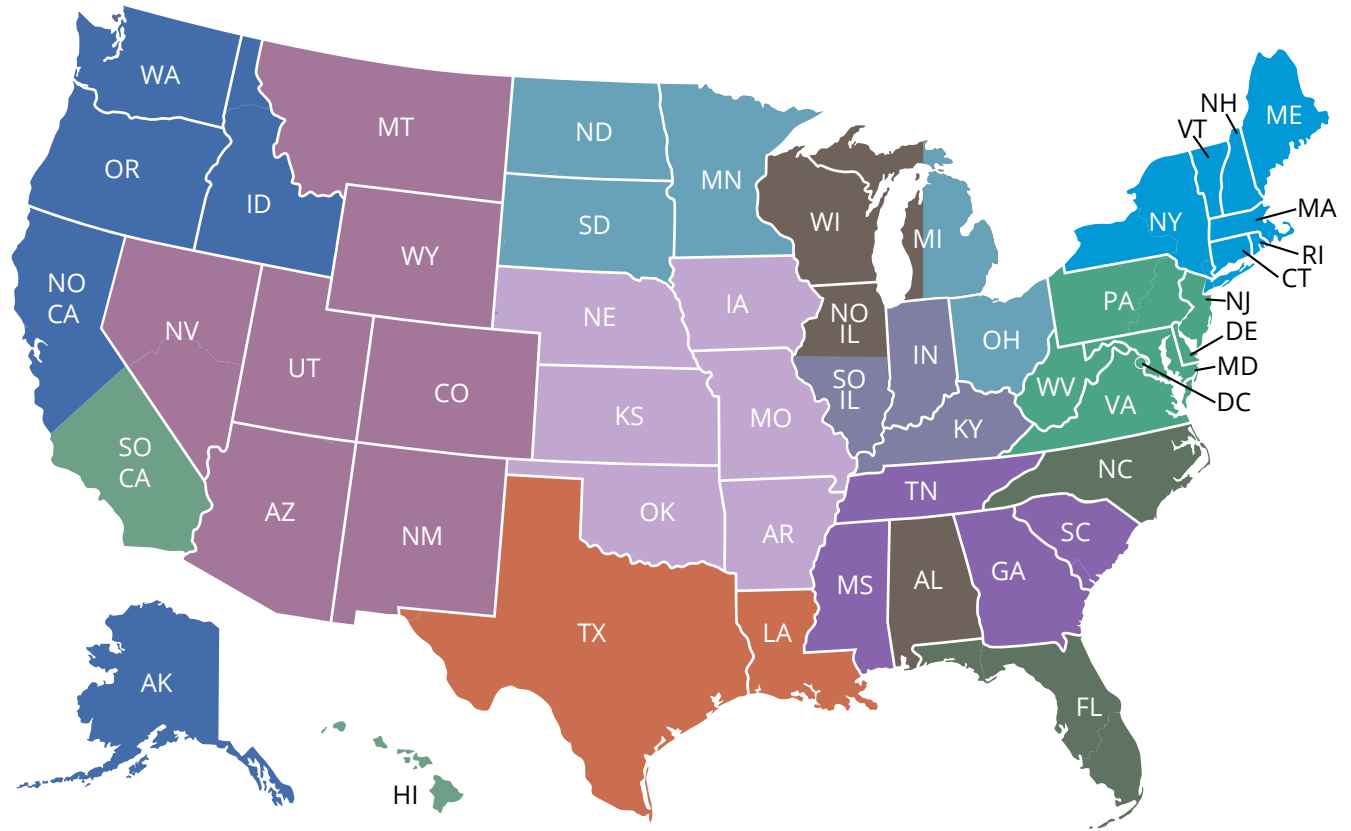 WA
OR
ID
MT
ND
MN
SD
WY
NO
CA
NV
UT
CO
NE
IA
WI
MI
NO
IL
SO
IL
IN
OH
KS
MO
KY
SO
CA
AZ
NM
OK
AR
TN
NC
SC
MS
AL
GA
TX
LA
FL
AK
HI
ME
NH
VT
NY
MA
RI
CT
PA
NJ
DE
MD
DC
WV
VA